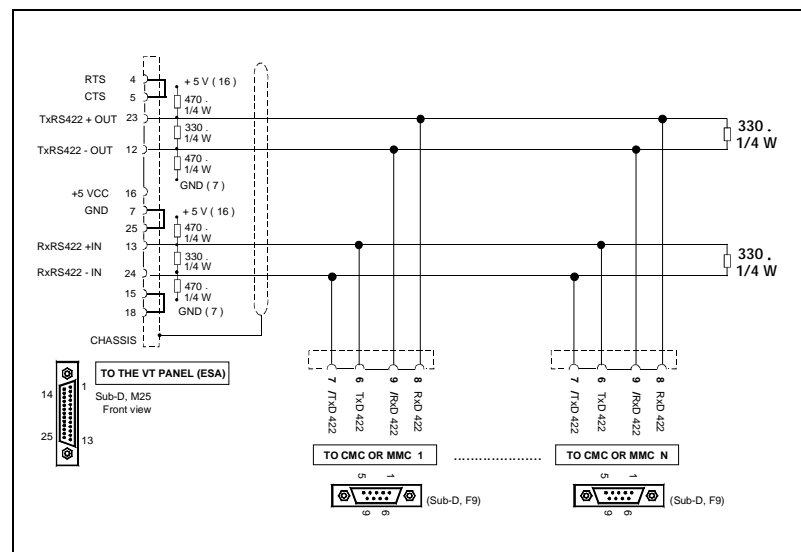 RTS 4
+ 5 V ( 16 )
CTS 5
470 .
1/4 W
TxRS422 + OUT 23
330 .
1/4 W
330 .
1/4 W
TxRS422 - OUT 12
470 .
1/4 W
GND ( 7 )
+5 VCC 16
GND 7
+ 5 V ( 16 )
25
470 .
1/4 W
RxRS422 +IN 13
330 .
1/4 W
330 .
1/4 W
RxRS422 - IN 24
470 .
1/4 W
15
GND ( 7 )
18
CHASSIS
TO THE VT PANEL (ESA)
Sub-D, M25
Front view
1
14
25
13
7 /TxD 422
6 TxD 422
9 /RxD 422
8 RxD 422
7 /TxD 422
6 TxD 422
9 /RxD 422
8 RxD 422
TO CMC OR MMC 1
......................
TO CMC OR MMC N
5 1
(Sub-D, F9)
9 6
5 1
(Sub-D, F9)
9 6